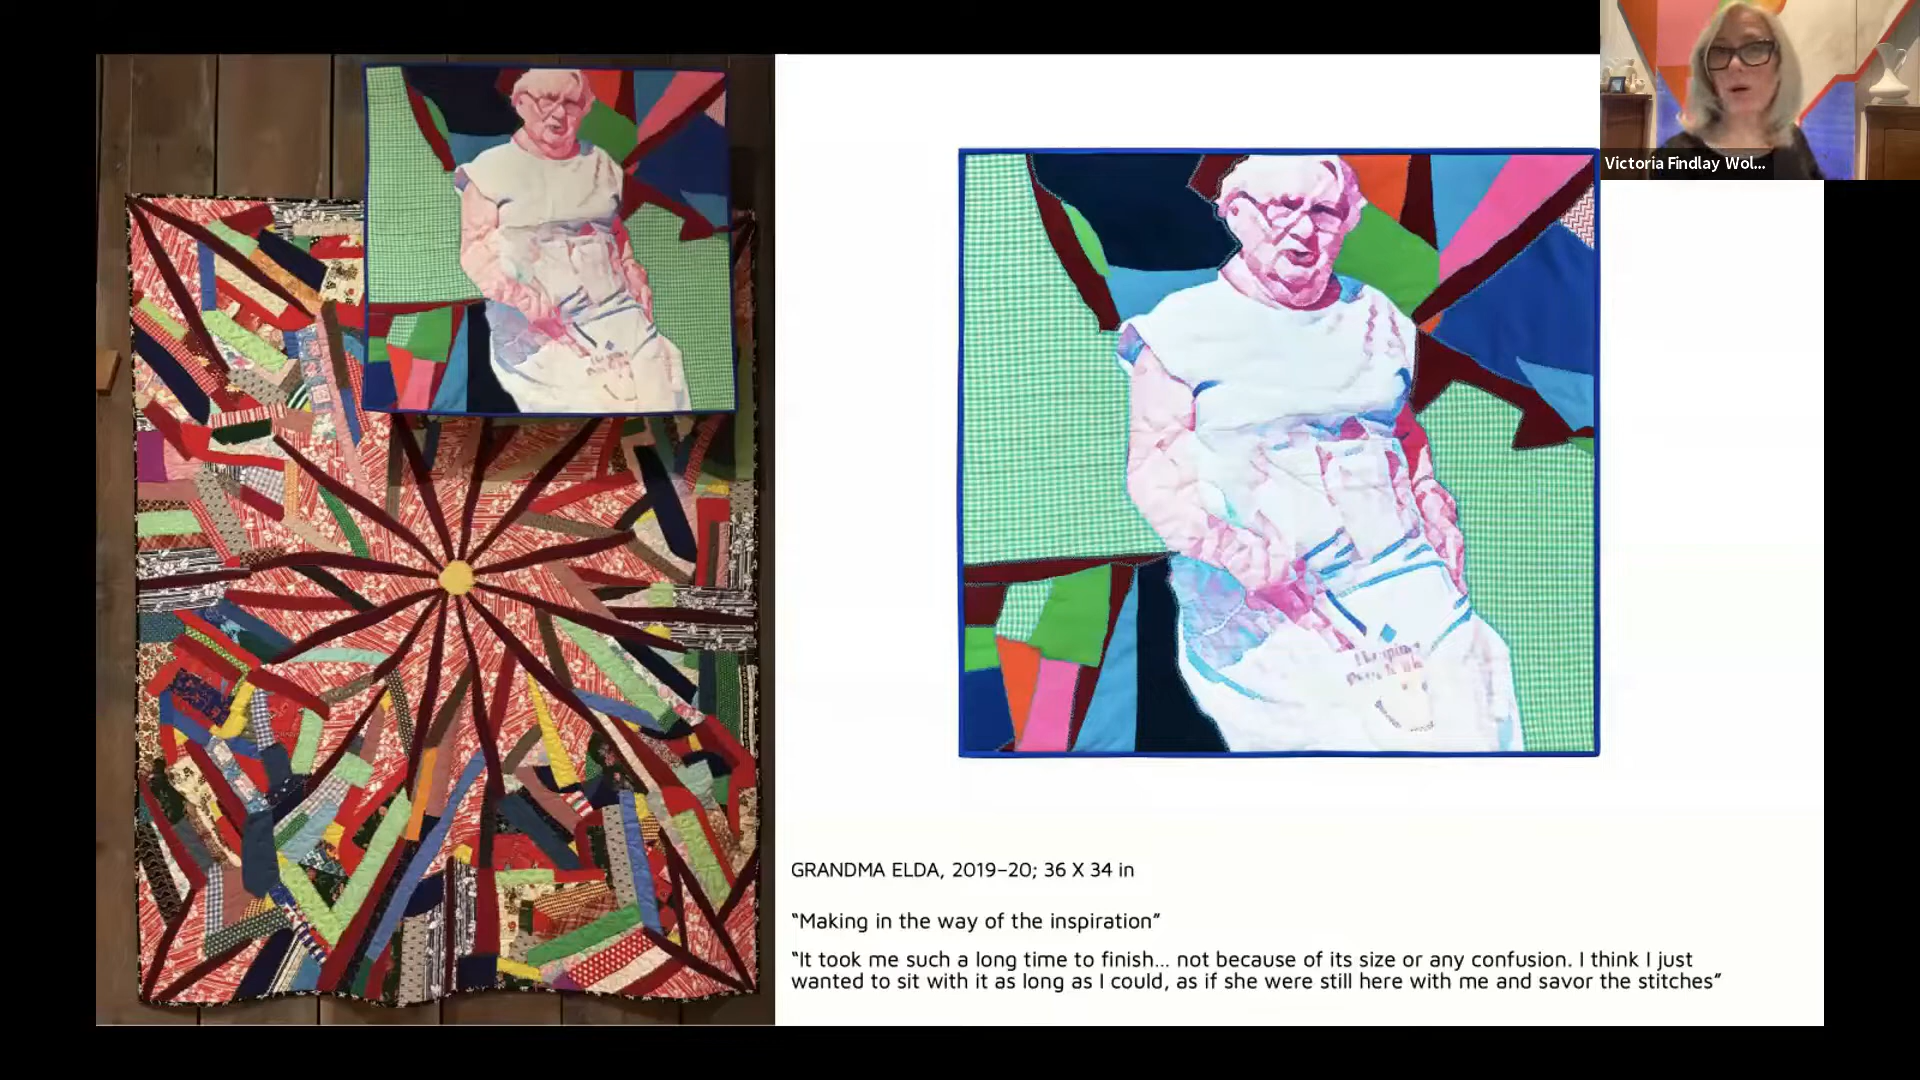 Victoria Findlay Wol...
GRANDMA ELDA, 2019–20; 36 X 34 in
“Making in the way of the inspiration”
“It took me such a long time to finish... not because of its size or any confusion. I think I just
wanted to sit with it as long as I could, as if she were still here with me and savor the stitches”